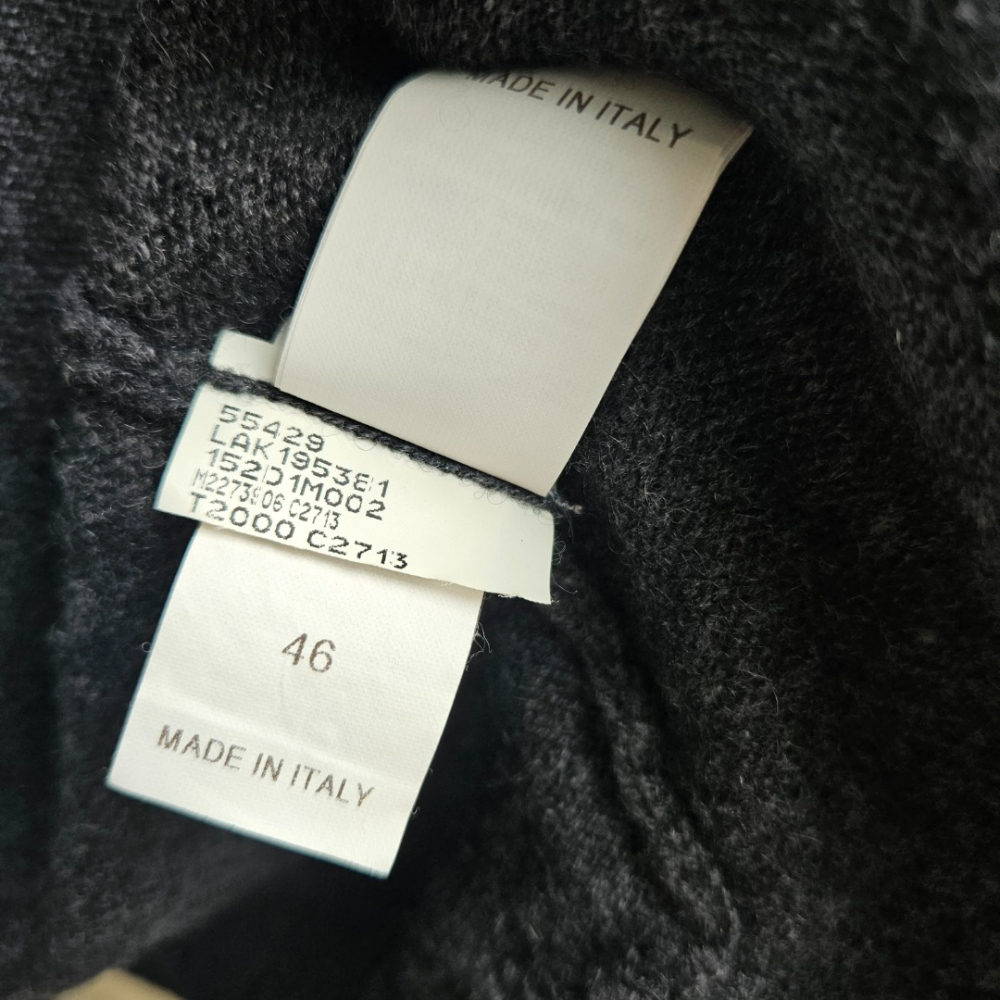 MADE IN ITALY
55429
LAK195381
152D1M002
M2273906 C2713
T2000 C2713
46
MADE IN ITALY